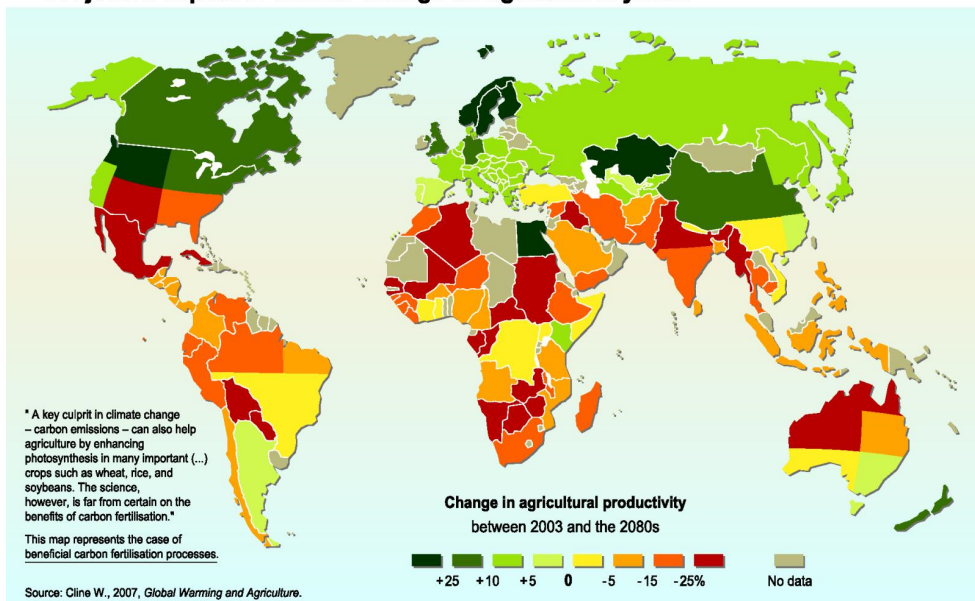 " A key culprit in climate change
– carbon emissions – can also help
agriculture by enhancing
photosynthesis in many important (...)
crops such as wheat, rice, and
soybeans. The science,
however, is far from certain on the
benefits of carbon fertilisation."
This map represents the case of
beneficial carbon fertilisation processes.
Source: Cline W., 2007, Global Warming and Agriculture.
Change in agricultural productivity
between 2003 and the 2080s
+25 +10 +5 0 -5 -15 -25%
No data